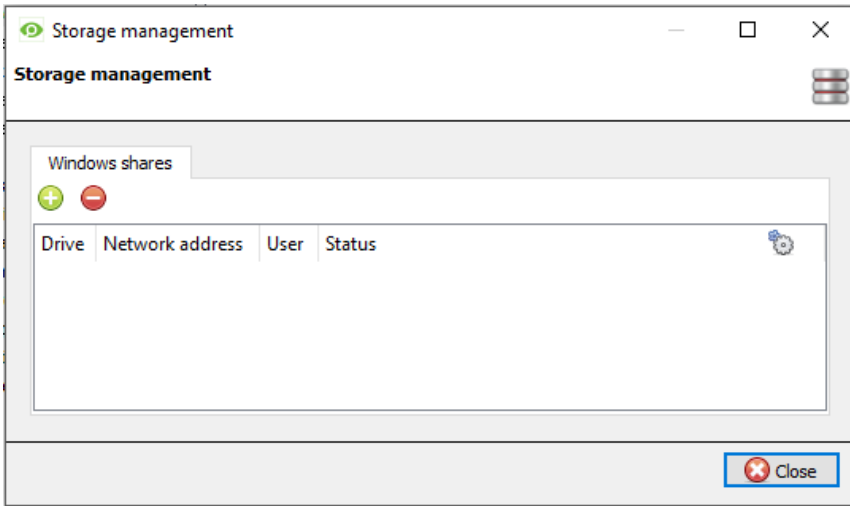 Storage management
Storage management
Windows shares
Drive Network address User Status
Close